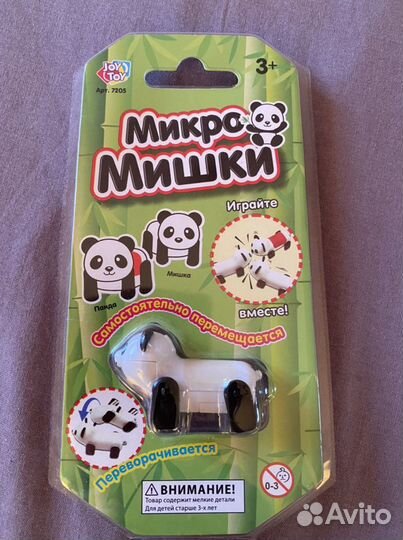 JOY TOY
Арт. 7205
3+
Микро
Мишки
Играйте
Мишка
Панда
вместе!
Самостоятельно перемещается
Переворачивается
ВНИМАНИЕ!
Товар содержит мелкие детали
Для детей старше 3-х лет
0-3
Avito